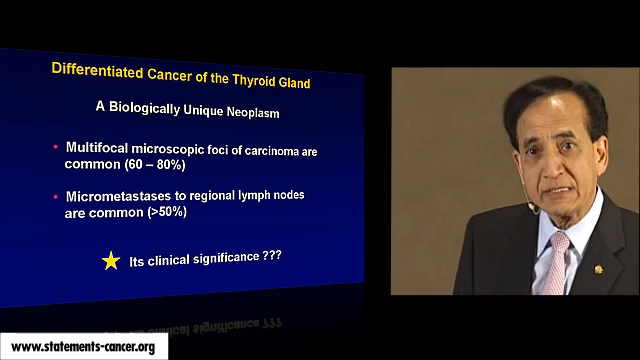 Differentiated Cancer of the Thyroid Gland
A Biologically Unique Neoplasm
• Multifocal microscopic foci of carcinoma are
common (60 – 80%)
• Micrometastases to regional lymph nodes
are common (>50%)
Its clinical significance ???
www.statements-cancer.org